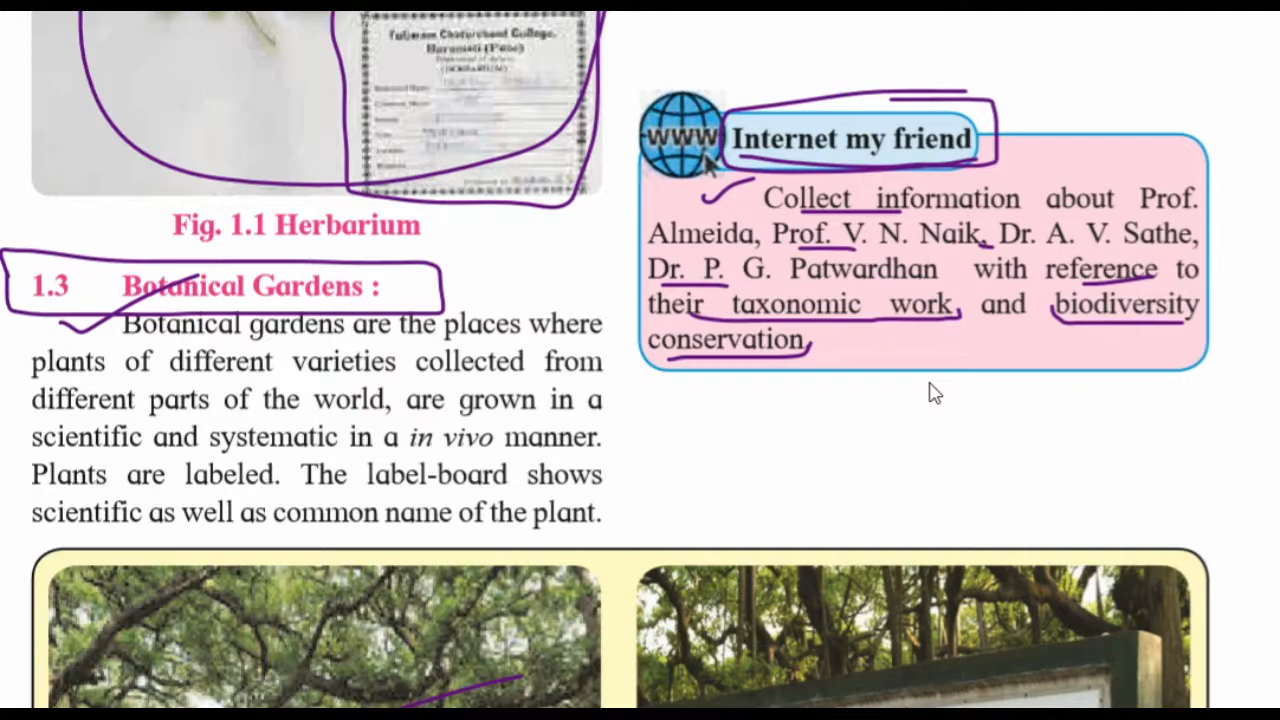 Tuljaram Chaturchand College,
Baramati (Pune)
Fig. 1.1 Herbarium
1.3 Botanical Gardens :
Botanical gardens are the places where
plants of different varieties collected from
different parts of the world, are grown in a
scientific and systematic in a in vivo manner.
Plants are labeled. The label-board shows
scientific as well as common name of the plant.
www
Internet my friend
Collect information about Prof.
Almeida, Prof. V. N. Naik, Dr. A. V. Sathe,
Dr. P. G. Patwardhan with reference to
their taxonomic work and biodiversity
conservation.